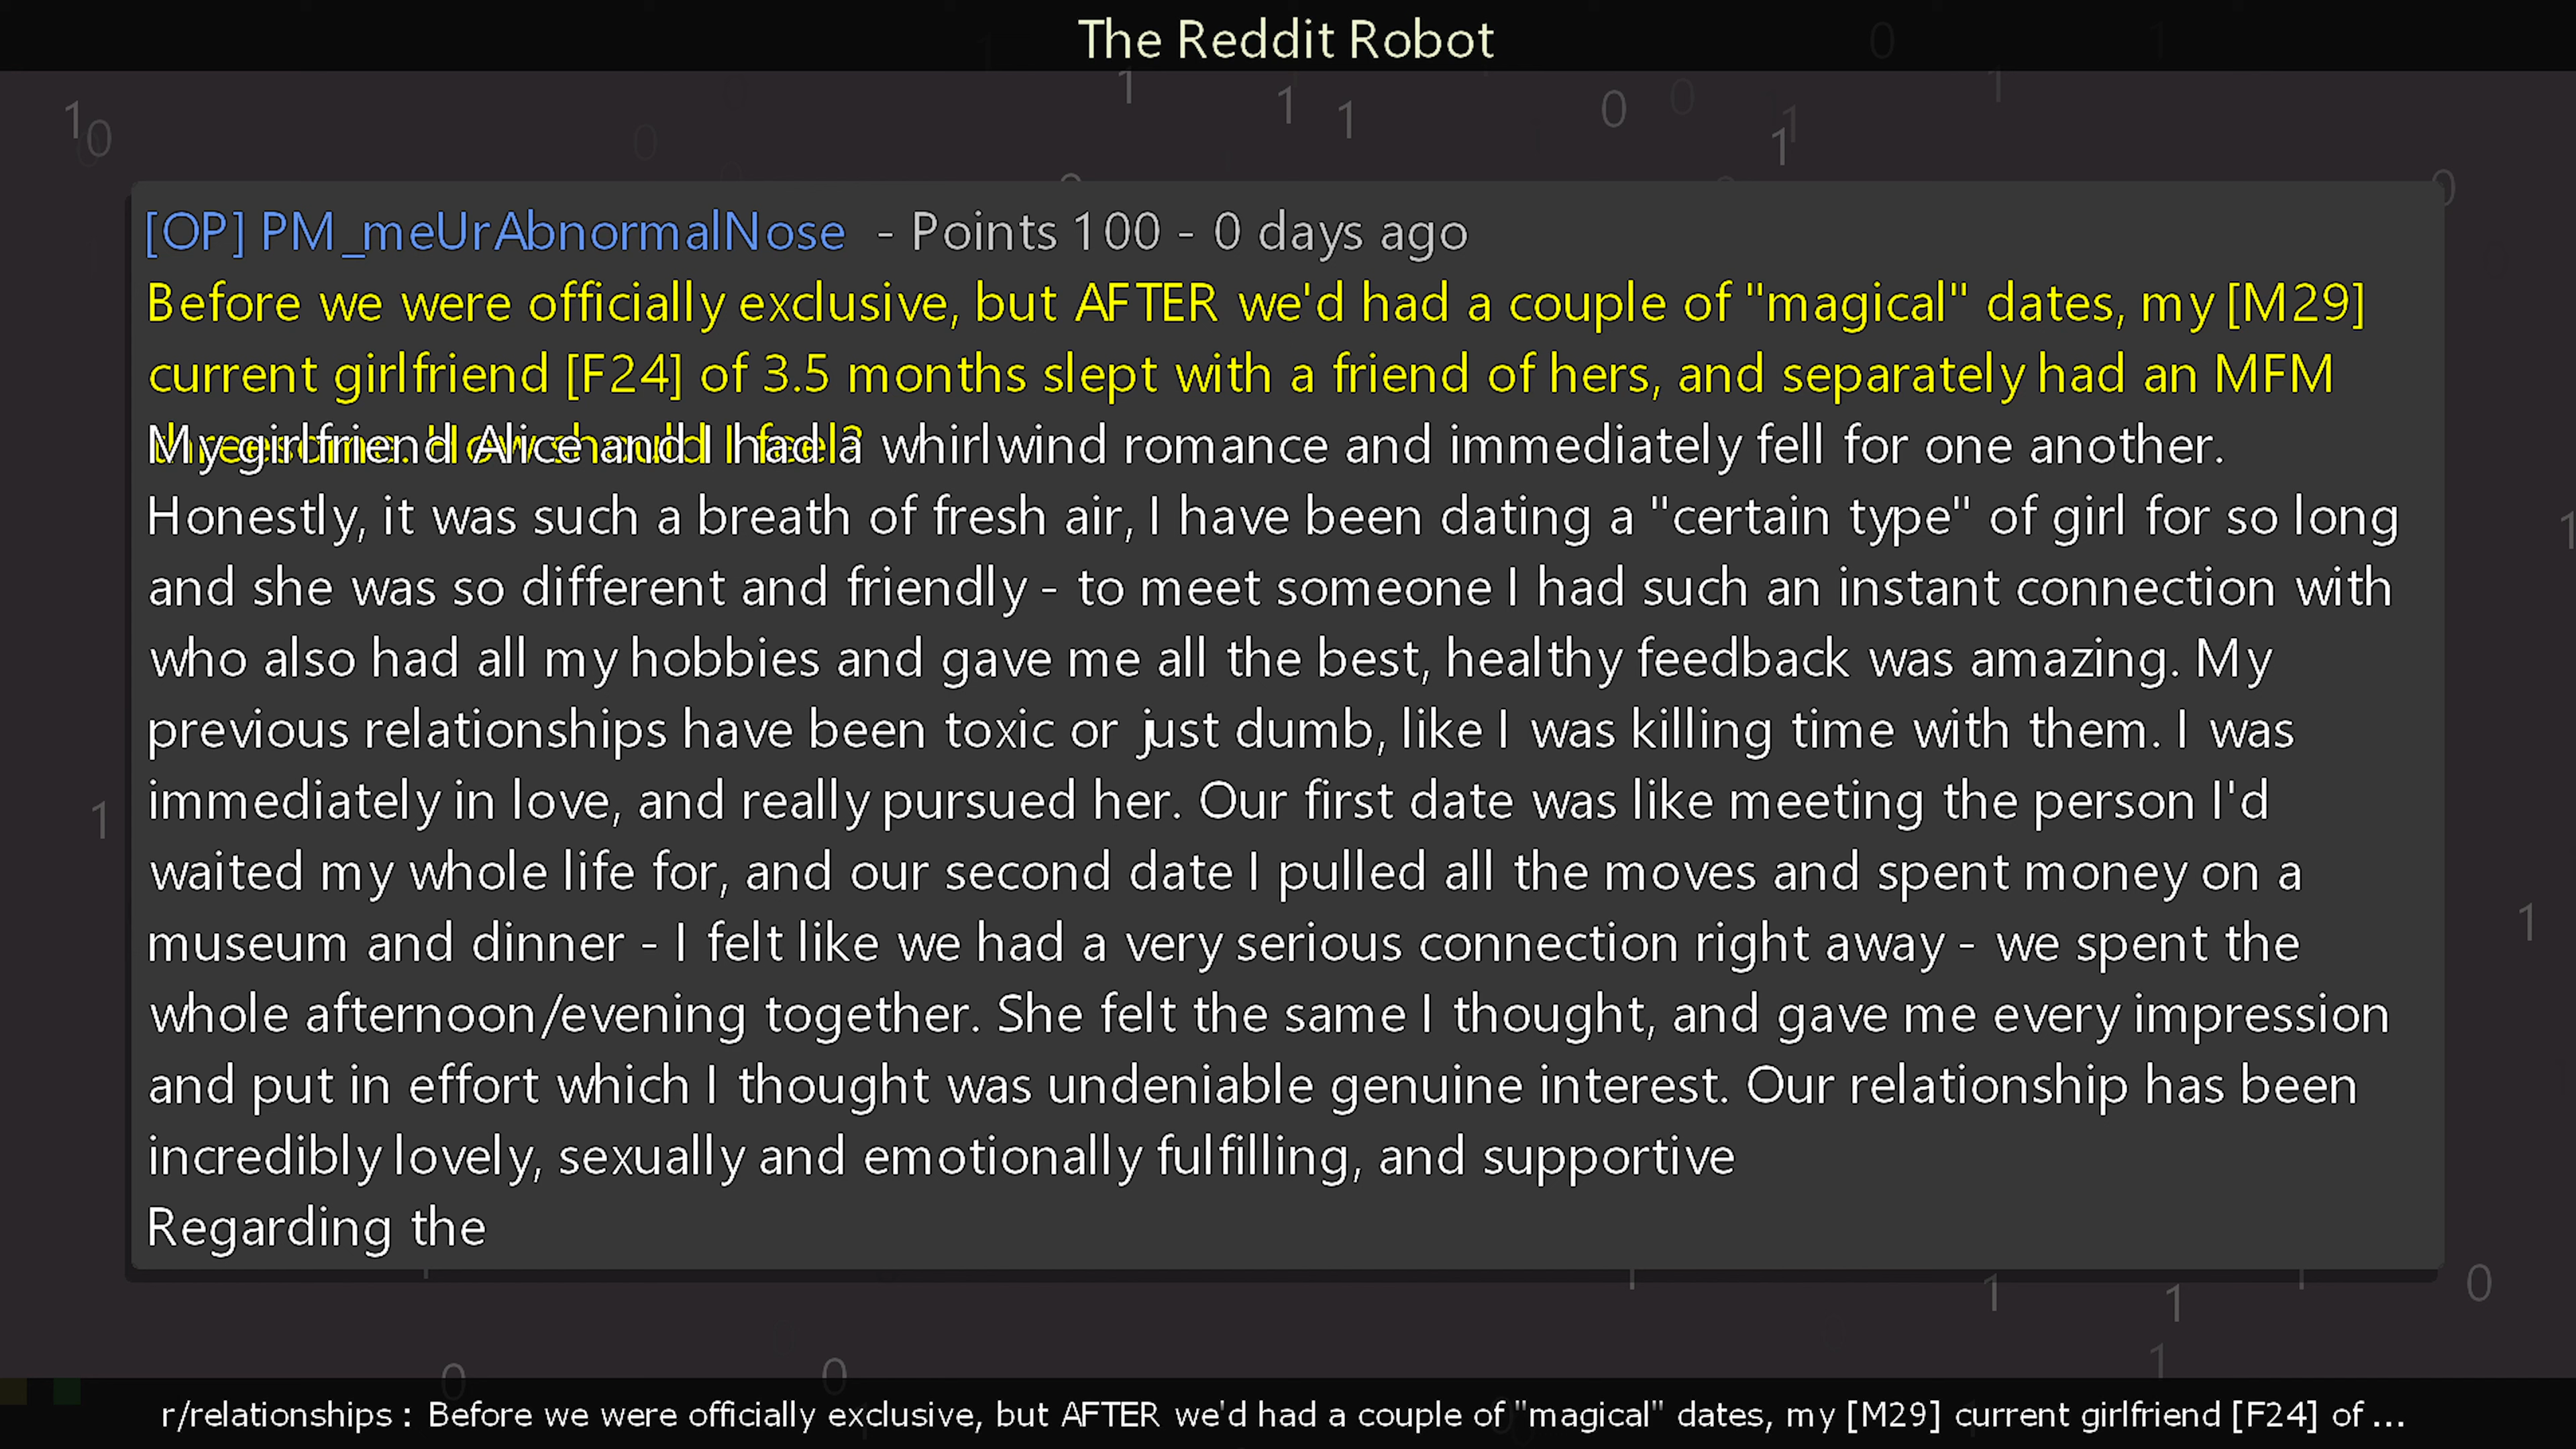 The Reddit Robot
[OP] PM_meUrAbnormalNose - Points 100 - 0 days ago
Before we were officially exclusive, but AFTER we'd had a couple of "magical" dates, my [M29]
current girlfriend [F24] of 3.5 months slept with a friend of hers, and separately had an MFM
threesome. How should I feel?
My girlfriend Alice and I had a whirlwind romance and immediately fell for one another.
Honestly, it was such a breath of fresh air, I have been dating a "certain type" of girl for so long
and she was so different and friendly - to meet someone I had such an instant connection with
who also had all my hobbies and gave me all the best, healthy feedback was amazing. My
previous relationships have been toxic or just dumb, like I was killing time with them. I was
immediately in love, and really pursued her. Our first date was like meeting the person I'd
waited my whole life for, and our second date I pulled all the moves and spent money on a
museum and dinner - I felt like we had a very serious connection right away - we spent the
whole afternoon/evening together. She felt the same I thought, and gave me every impression
and put in effort which I thought was undeniable genuine interest. Our relationship has been
incredibly lovely, sexually and emotionally fulfilling, and supportive
Regarding the
r/relationships : Before we were officially exclusive, but AFTER we'd had a couple of "magical" dates, my [M29] current girlfriend [F24] of ...